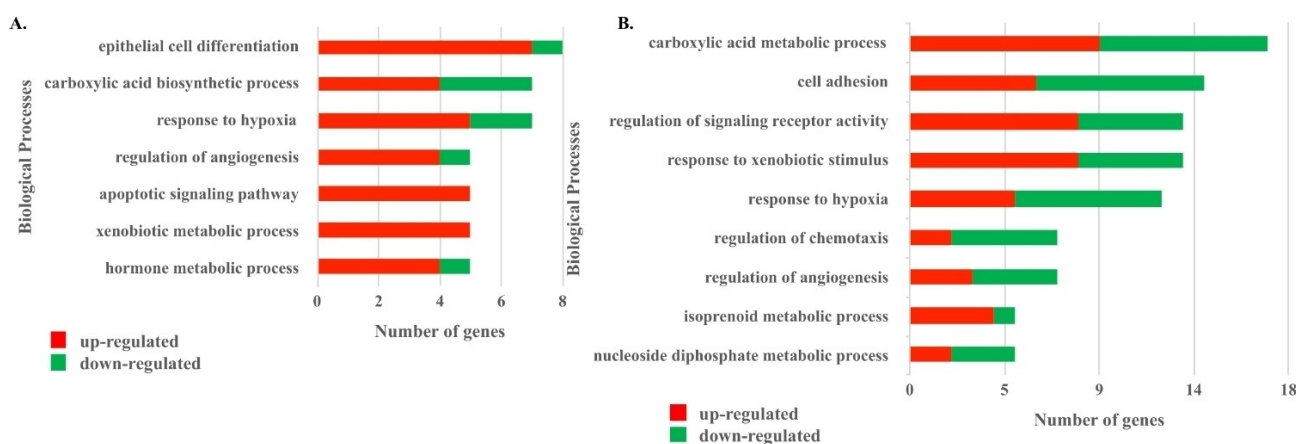 A.
Biological Processes
epithelial cell differentiation
carboxylic acid biosynthetic process
response to hypoxia
regulation of angiogenesis
apoptotic signaling pathway
xenobiotic metabolic process
hormone metabolic process
0 2 4 6 8
Number of genes
up-regulated
down-regulated
B.
Biological Processes
carboxylic acid metabolic process
cell adhesion
regulation of signaling receptor activity
response to xenobiotic stimulus
response to hypoxia
regulation of chemotaxis
regulation of angiogenesis
isoprenoid metabolic process
nucleoside diphosphate metabolic process
0 5 9 14 18
Number of genes
up-regulated
down-regulated